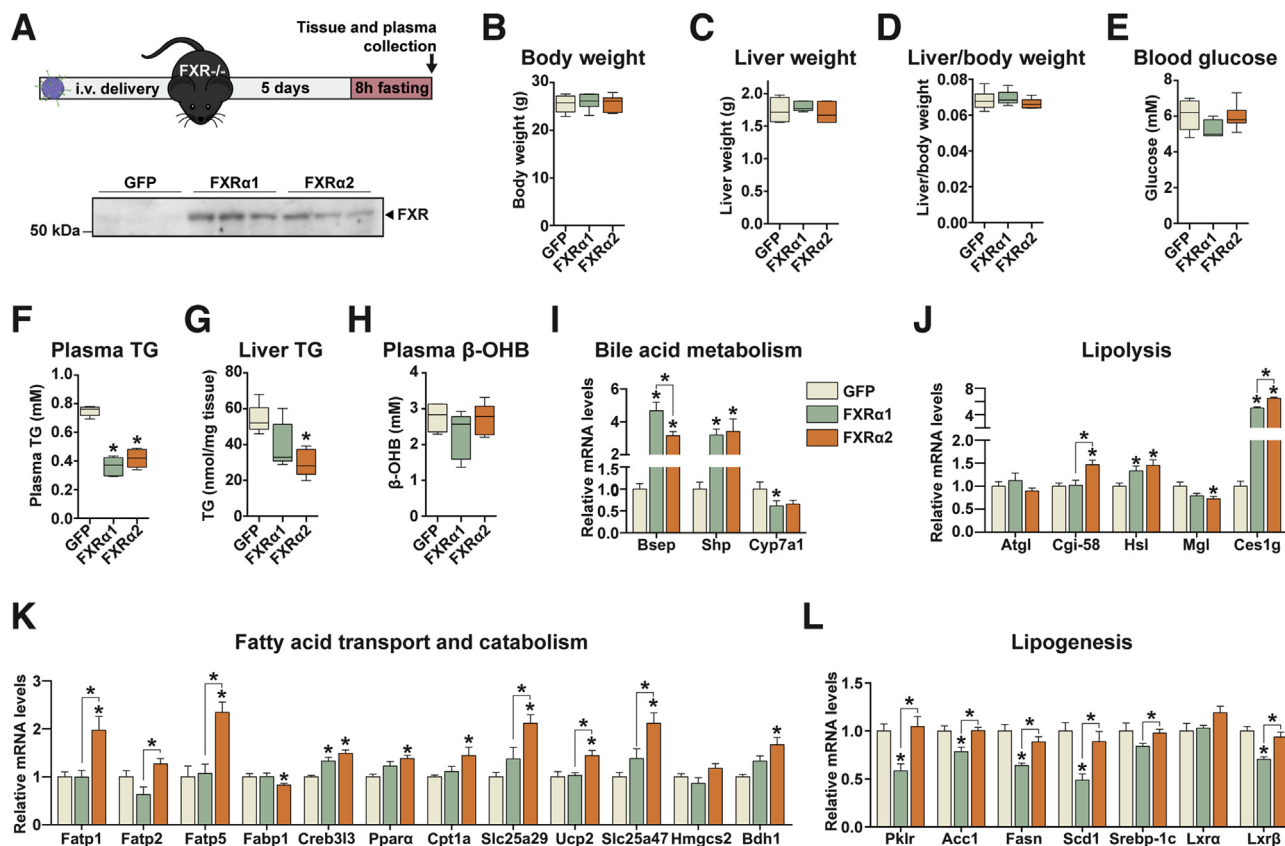 A
Tissue and plasma
collection
FXR-/-
i.v. delivery
5 days
8h fasting
GFP
FXRα1
FXRα2
FXR
50 kDa
B
Body weight
Body weight (g)
30
20
10
0
GFP
FXRα1
FXRα2
C
Liver weight
Liver weight (g)
2.0
1.5
1.0
0.5
0.0
GFP
FXRα1
FXRα2
D
Liver/body weight
Liver/body weight
0.08
0.06
0.04
0.02
0.00
GFP
FXRα1
FXRα2
E
Blood glucose
Glucose (mM)
8
6
4
2
0
GFP
FXRα1
FXRα2
F
Plasma TG
Plasma TG (mM)
1.0
0.8
0.6
0.4
0.2
0.0
* *
GFP
FXRα1
FXRα2
G
Liver TG
TG (nmol/mg tissue)
80
60
40
20
0
*
GFP
FXRα1
FXRα2
H
Plasma β-OHB
β-OHB (mM)
4
3
2
1
0
GFP
FXRα1
FXRα2
I
Bile acid metabolism
Relative mRNA levels
6
4
2
1.5
1.0
0.5
0.0
* * *
* *
*
Bsep Shp Cyp7a1
GFP
FXRα1
FXRα2
J
Lipolysis
Relative mRNA levels
8
6
4
2
2.0
1.5
1.0
0.5
0.0
* *
* *
*
* * *
Atgl Cgi-58 Hsl Mgl Ces1g
K
Fatty acid transport and catabolism
Relative mRNA levels
3
2
1
0
* *
*
* *
*
* *
*
*
* *
* *
* *
*
Fatp1 Fatp2 Fatp5 Fabp1 Creb3l3 Pparα Cpt1a Slc25a29 Ucp2 Slc25a47 Hmgcs2 Bdh1
L
Lipogenesis
Relative mRNA levels
1.5
1.0
0.5
0.0
* *
* *
* *
* *
*
* *
Pklr Acc1 Fasn Scd1 Srebp-1c Lxrα Lxrβ